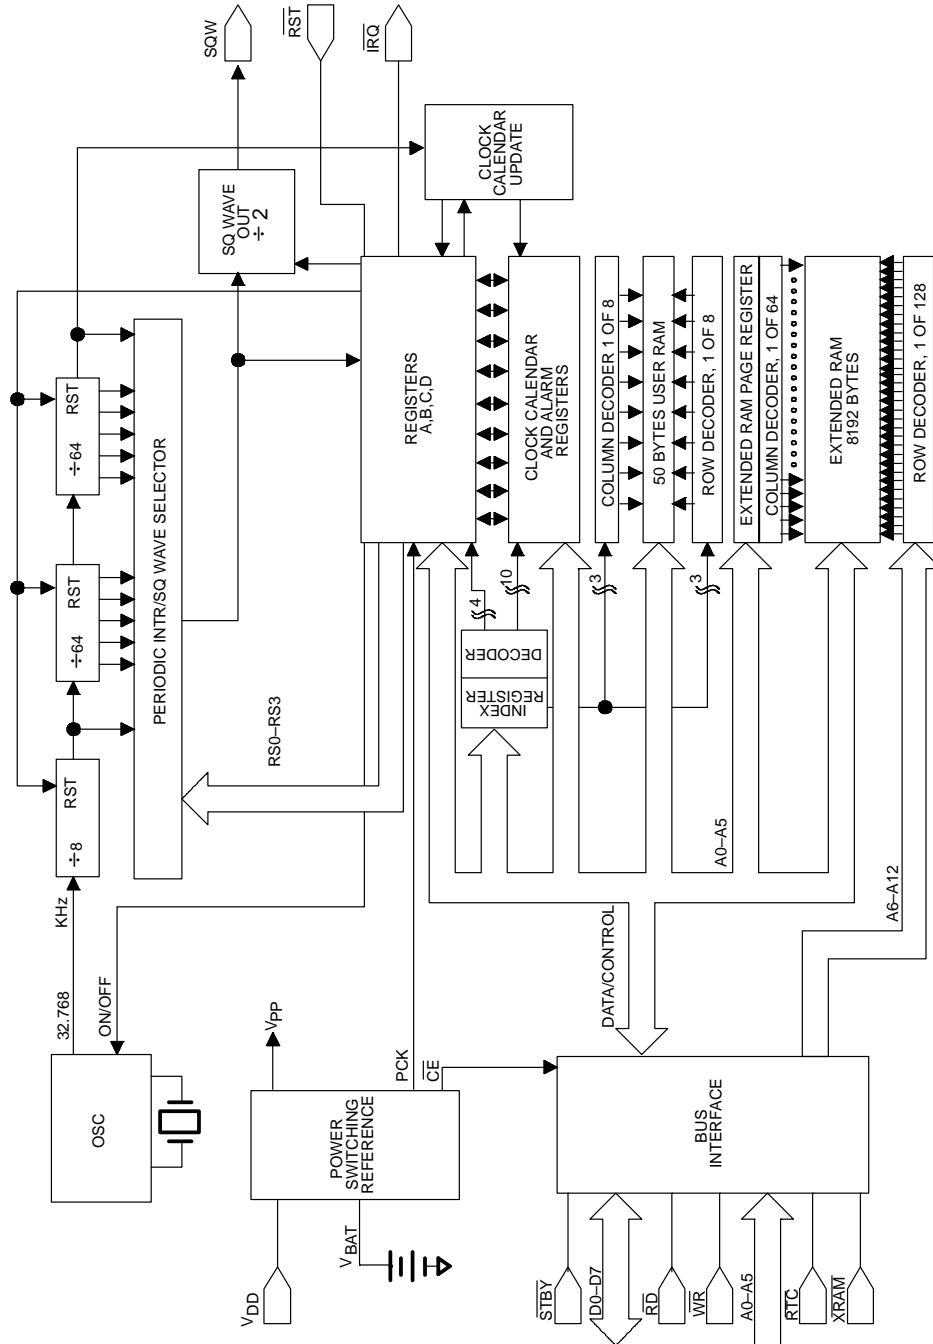 OSC
32.768
KHz
ON/OFF
÷8
RST
÷64
RST
÷64
RST
PERIODIC INTR/SQ WAVE SELECTOR
RS0–RS3
SQ WAVE
OUT
÷ 2
SQW
RST
IRQ
CLOCK
CALENDAR
UPDATE
VDD
VBAT
POWER
SWITCHING
REFERENCE
VPP
PCK
CE
REGISTERS
A,B,C,D
CLOCK CALENDAR
AND ALARM
REGISTERS
INDEX
REGISTER
DECODER
4
10
3
3
COLUMN DECODER 1 OF 8
50 BYTES USER RAM
ROW DECODER, 1 OF 8
EXTENDED RAM PAGE REGISTER
COLUMN DECODER, 1 OF 64
EXTENDED RAM
8192 BYTES
ROW DECODER, 1 OF 128
DATA/CONTROL
A0–A5
A6–A12
BUS
INTERFACE
STBY
D0–D7
RD
WR
A0–A5
RTC
XRAM